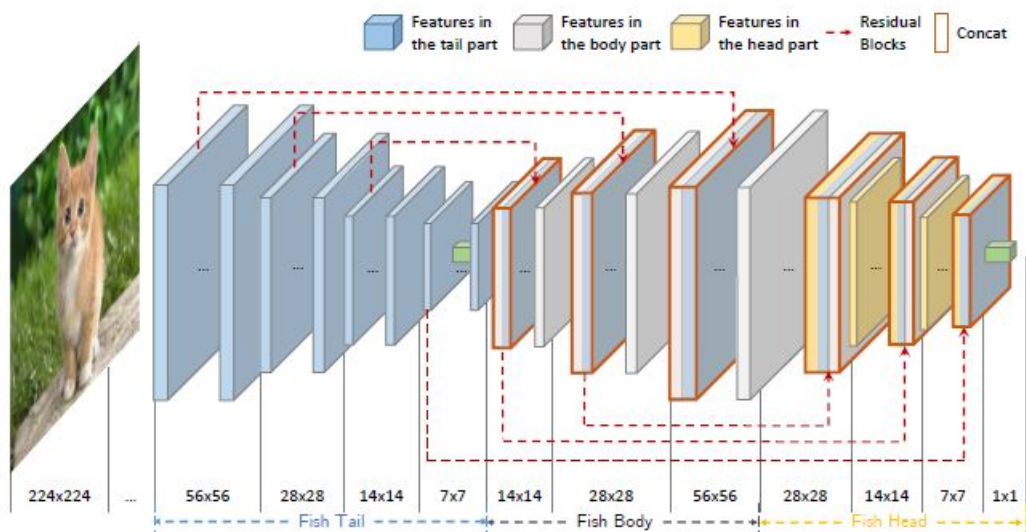 Features in
the tail part
Features in
the body part
Features in
the head part
Residual
Blocks
Concat
...
...
...
...
...
...
...
...
...
...
224x224
...
56x56
28x28
14x14
7x7
14x14
28x28
56x56
28x28
14x14
7x7
1x1
Fish Tail
Fish Body
Fish Head